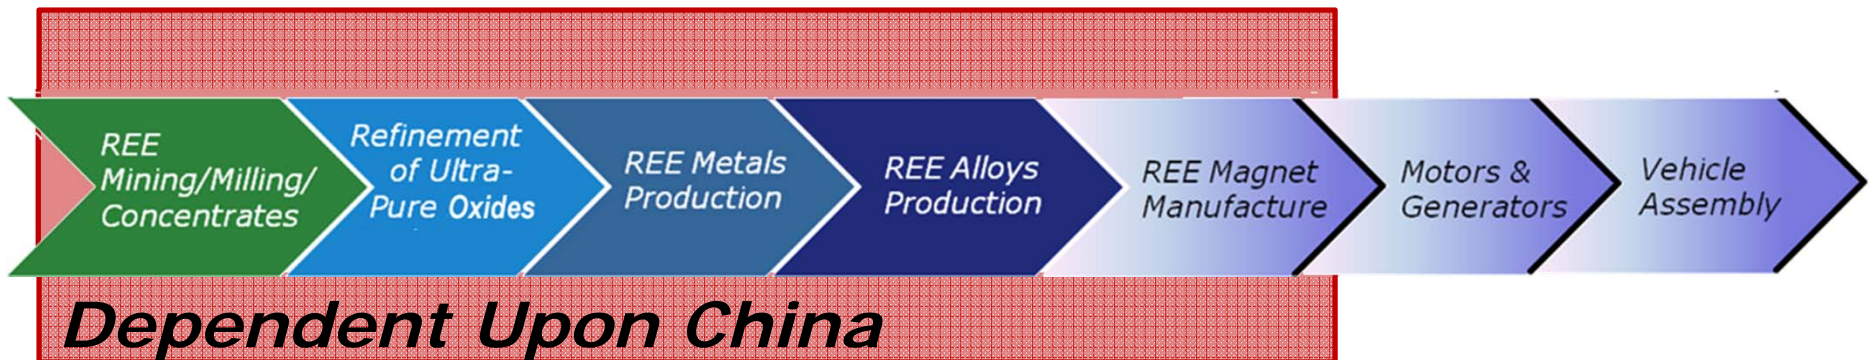 REE
Mining/Milling/
Concentrates
Refinement
of Ultra-
Pure Oxides
REE Metals
Production
REE Alloys
Production
REE Magnet
Manufacture
Motors &
Generators
Vehicle
Assembly
Dependent Upon China